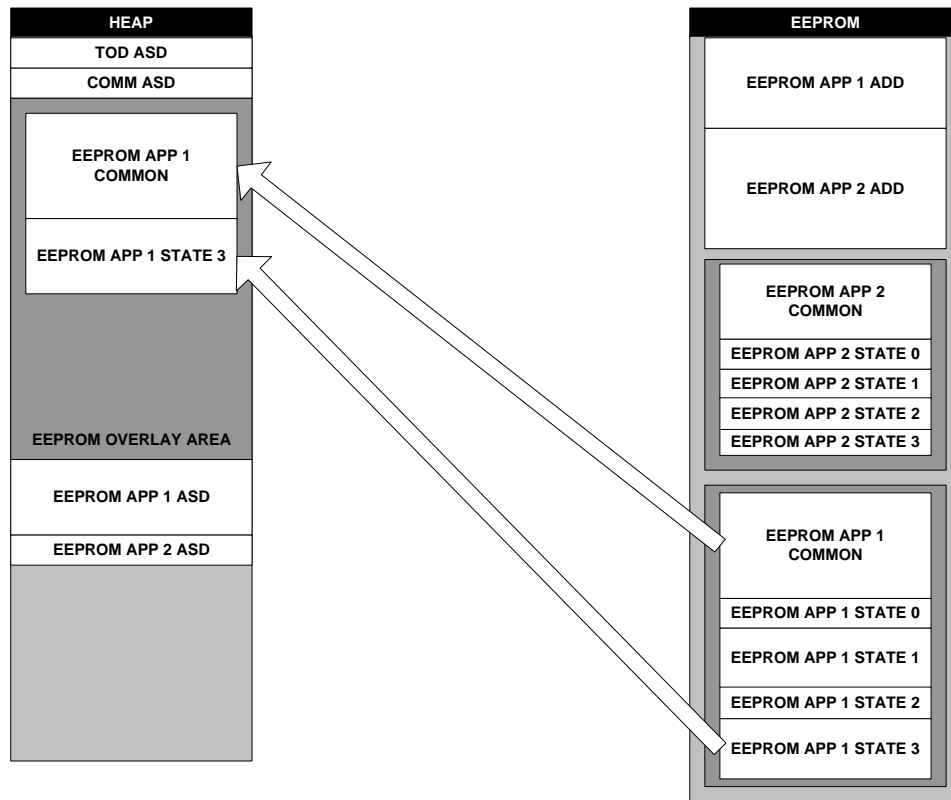 HEAP
TOD ASD
COMM ASD
EEPROM APP 1
COMMON
EEPROM APP 1 STATE 3
EEPROM OVERLAY AREA
EEPROM APP 1 ASD
EEPROM APP 2 ASD
EEPROM
EEPROM APP 1 ADD
EEPROM APP 2 ADD
EEPROM APP 2
COMMON
EEPROM APP 2 STATE 0
EEPROM APP 2 STATE 1
EEPROM APP 2 STATE 2
EEPROM APP 2 STATE 3
EEPROM APP 1
COMMON
EEPROM APP 1 STATE 0
EEPROM APP 1 STATE 1
EEPROM APP 1 STATE 2
EEPROM APP 1 STATE 3